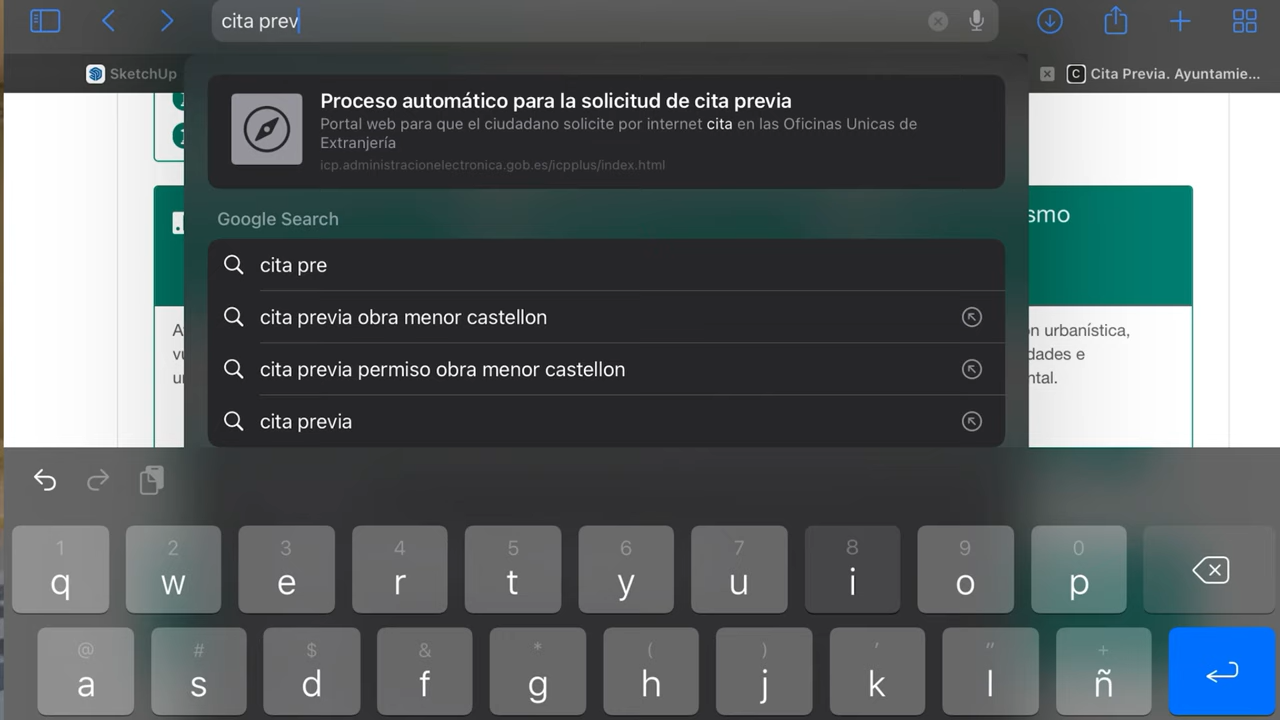 cita prev
SketchUp
Cita Previa. Ayuntamie...
Proceso automático para la solicitud de cita previa
Portal web para que el ciudadano solicite por internet cita en las Oficinas Unicas de
Extranjería
icp.administracionelectronica.gob.es/icpplus/index.html
Google Search
smo
cita pre
cita previa obra menor castellon
cita previa permiso obra menor castellon
cita previa
n urbanística,
dades e
ntal.
1 2 3 4 5 6 7 8 9 0
q w e r t y u i o p
@ # $ & * ( ) ' " +
a s d f g h j k l ñ